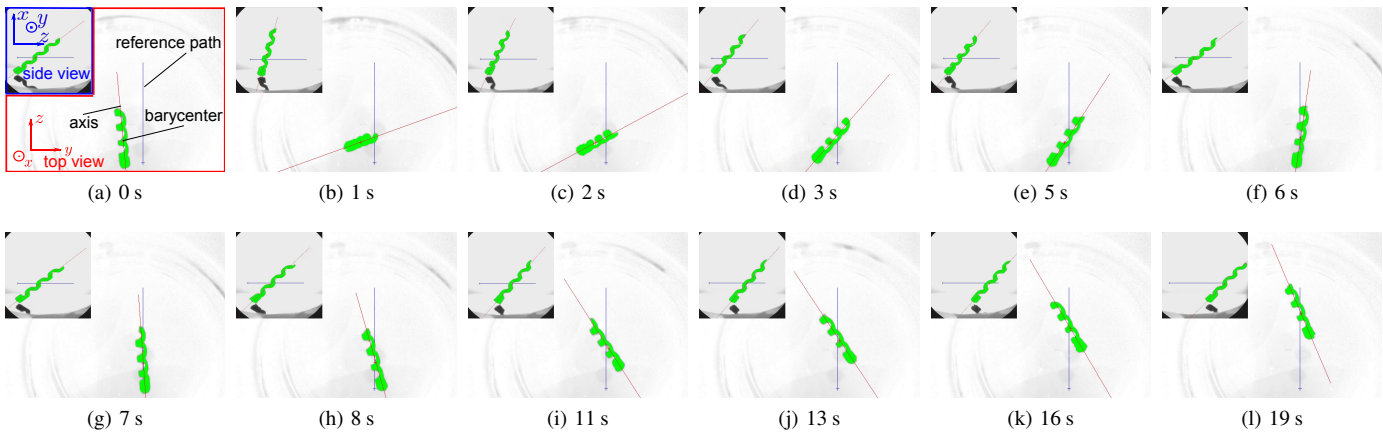 x
y
z
side view
reference path
axis
barycenter
z
y
x
top view
(a) 0 s
(b) 1 s
(c) 2 s
(d) 3 s
(e) 5 s
(f) 6 s
(g) 7 s
(h) 8 s
(i) 11 s
(j) 13 s
(k) 16 s
(l) 19 s